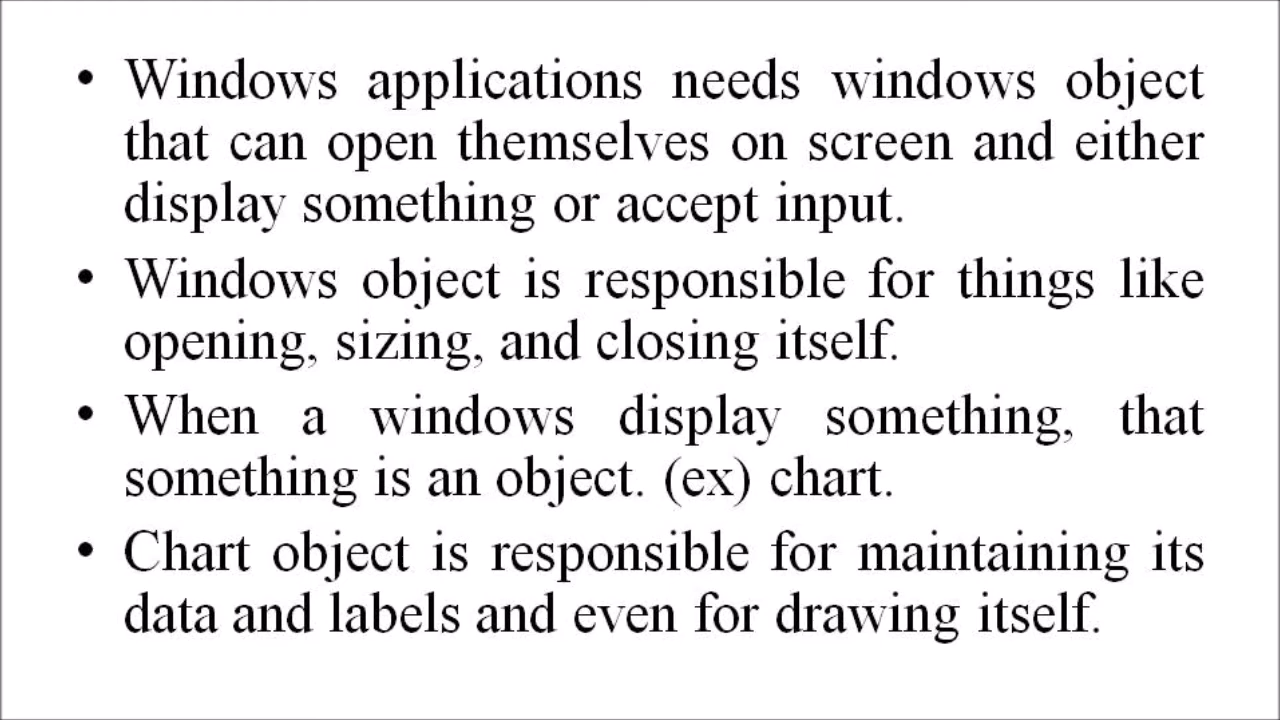 • Windows applications needs windows object
that can open themselves on screen and either
display something or accept input.
• Windows object is responsible for things like
opening, sizing, and closing itself.
• When a windows display something, that
something is an object. (ex) chart.
• Chart object is responsible for maintaining its
data and labels and even for drawing itself.